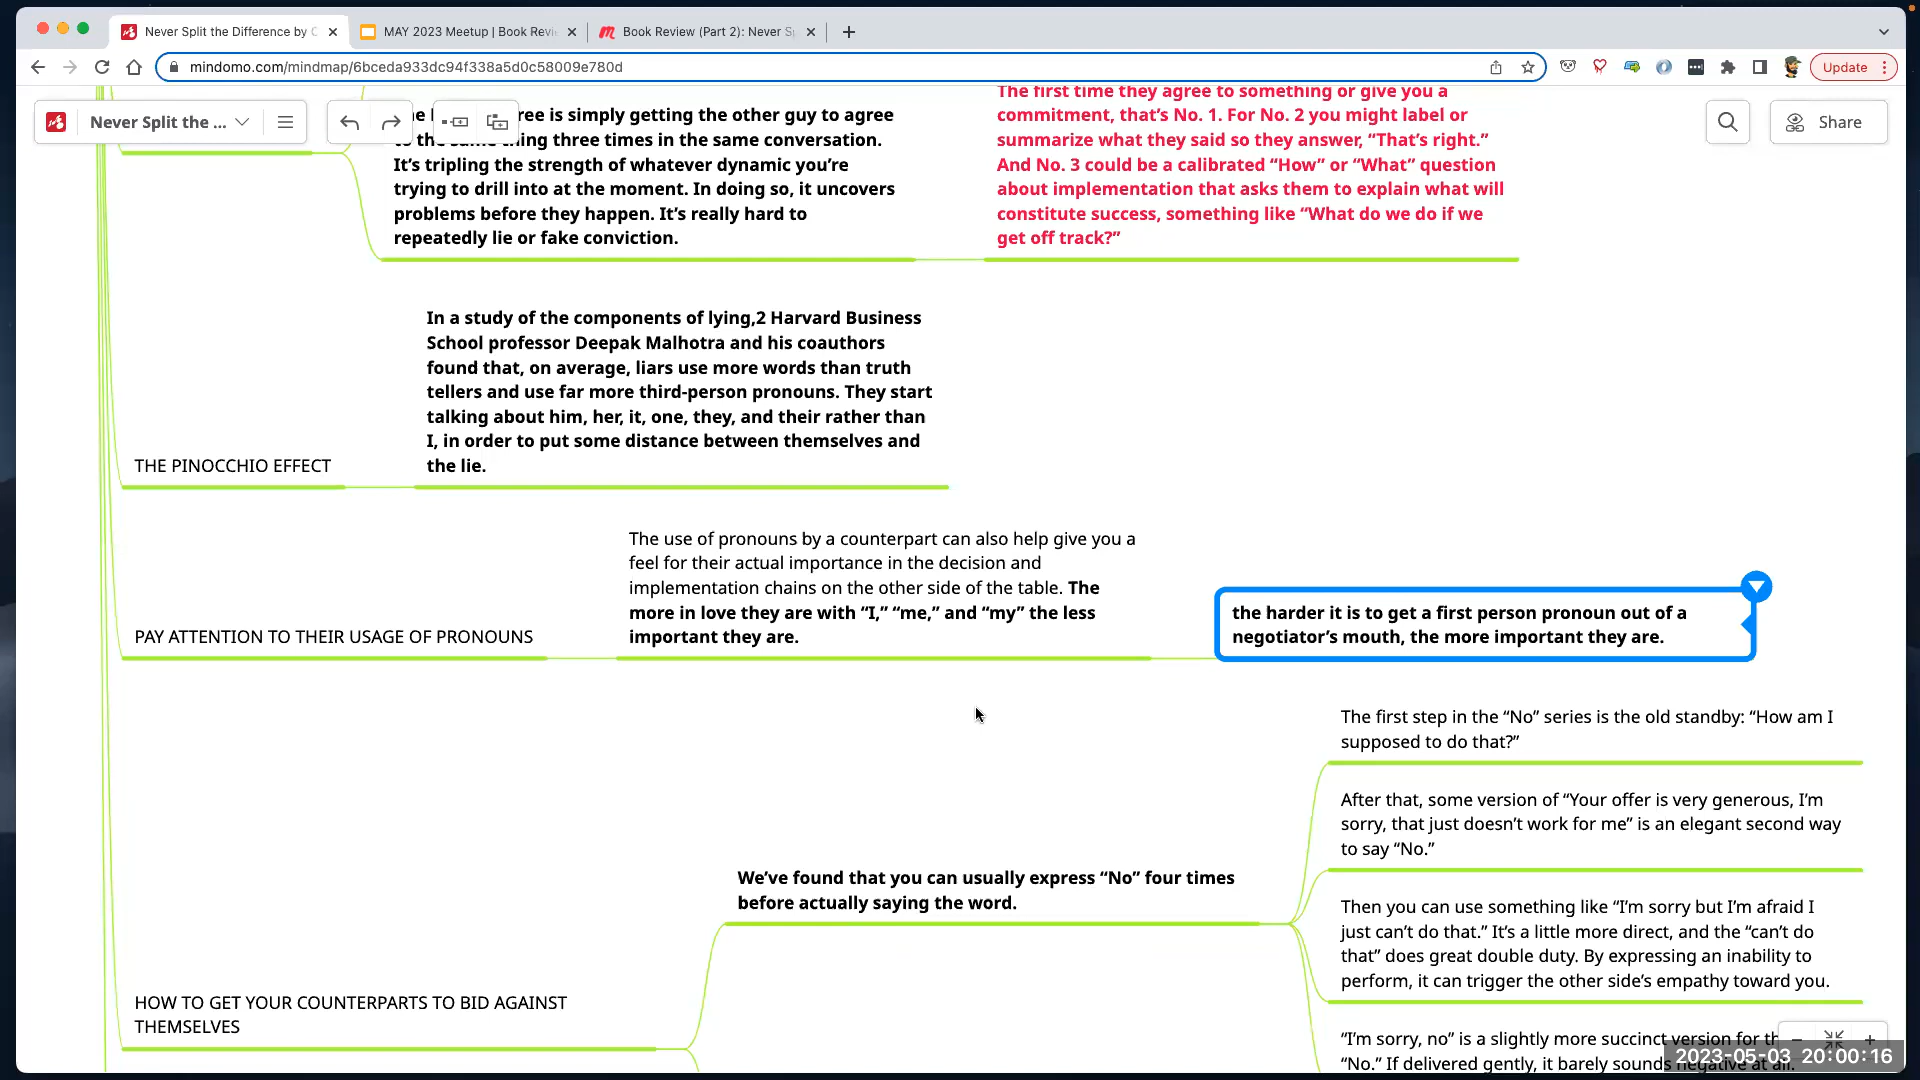 Never Split the Difference by C
MAY 2023 Meetup | Book Revi
Book Review (Part 2): Never S
mindomo.com/mindmap/6bceda933dc94f338a5d0c58009e780d
Update
Never Split the ...
Share
ree is simply getting the other guy to agree
to the same thing three times in the same conversation.
It’s tripling the strength of whatever dynamic you’re
trying to drill into at the moment. In doing so, it uncovers
problems before they happen. It’s really hard to
repeatedly lie or fake conviction.
The first time they agree to something or give you a
commitment, that’s No. 1. For No. 2 you might label or
summarize what they said so they answer, “That’s right.”
And No. 3 could be a calibrated “How” or “What” question
about implementation that asks them to explain what will
constitute success, something like “What do we do if we
get off track?”
THE PINOCCHIO EFFECT
In a study of the components of lying,2 Harvard Business
School professor Deepak Malhotra and his coauthors
found that, on average, liars use more words than truth
tellers and use far more third-person pronouns. They start
talking about him, her, it, one, they, and their rather than
I, in order to put some distance between themselves and
the lie.
PAY ATTENTION TO THEIR USAGE OF PRONOUNS
The use of pronouns by a counterpart can also help give you a
feel for their actual importance in the decision and
implementation chains on the other side of the table. The
more in love they are with “I,” “me,” and “my” the less
important they are.
the harder it is to get a first person pronoun out of a
negotiator’s mouth, the more important they are.
HOW TO GET YOUR COUNTERPARTS TO BID AGAINST
THEMSELVES
We’ve found that you can usually express “No” four times
before actually saying the word.
The first step in the “No” series is the old standby: “How am I
supposed to do that?”
After that, some version of “Your offer is very generous, I’m
sorry, that just doesn’t work for me” is an elegant second way
to say “No.”
Then you can use something like “I’m sorry but I’m afraid I
just can’t do that.” It’s a little more direct, and the “can’t do
that” does great double duty. By expressing an inability to
perform, it can trigger the other side’s empathy toward you.
“I’m sorry, no” is a slightly more succinct version for th
“No.” If delivered gently, it barely sounds negative at all.
2023-05-03 20:00:16